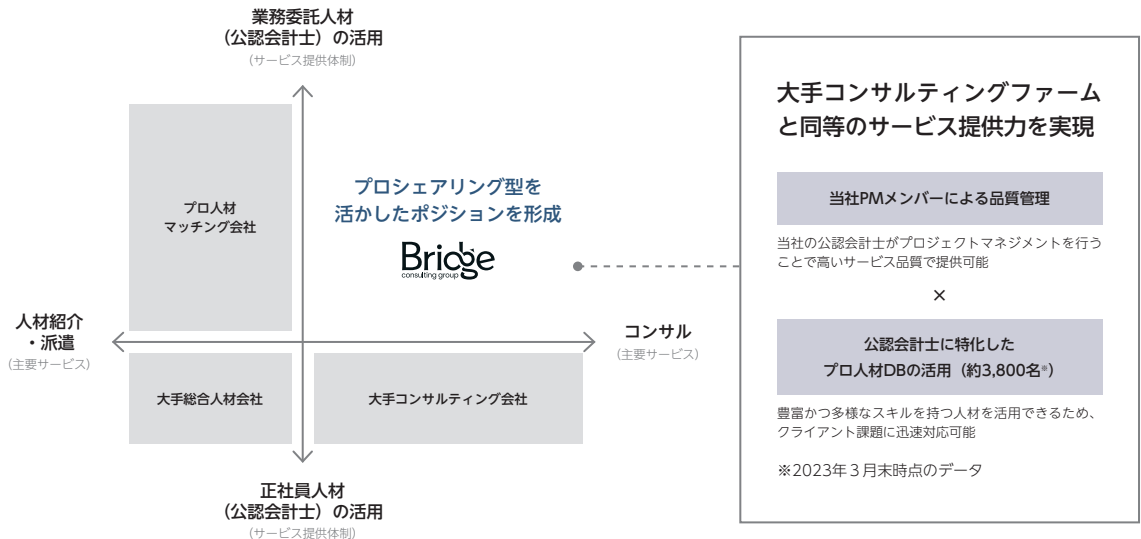 業務委託人材
（公認会計士）の活用
（サービス提供体制）
プロ人材
マッチング会社
プロシェアリング型を
活かしたポジションを形成
Bridge
consulting group
人材紹介
・派遣
（主要サービス）
コンサル
（主要サービス）
大手総合人材会社
大手コンサルティング会社
正社員人材
（公認会計士）の活用
（サービス提供体制）
大手コンサルティングファーム
と同等のサービス提供力を実現
当社PMメンバーによる品質管理
当社の公認会計士がプロジェクトマネジメントを行う
ことで高いサービス品質で提供可能
×
公認会計士に特化した
プロ人材DBの活用（約3,800名※）
豊富かつ多様なスキルを持つ人材を活用できるため、
クライアント課題に迅速対応可能
※2023年３月末時点のデータ